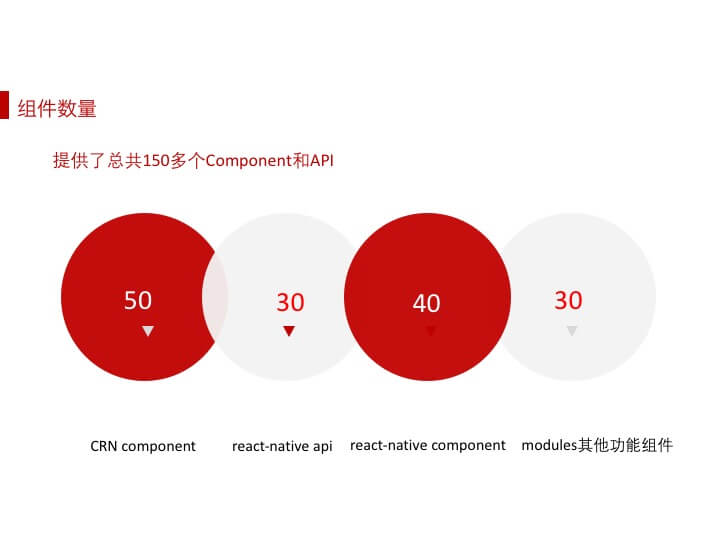 组件数量
提供了总共150多个Component和API
50
30
40
30
CRN component
react-native api
react-native component
modules其他功能组件